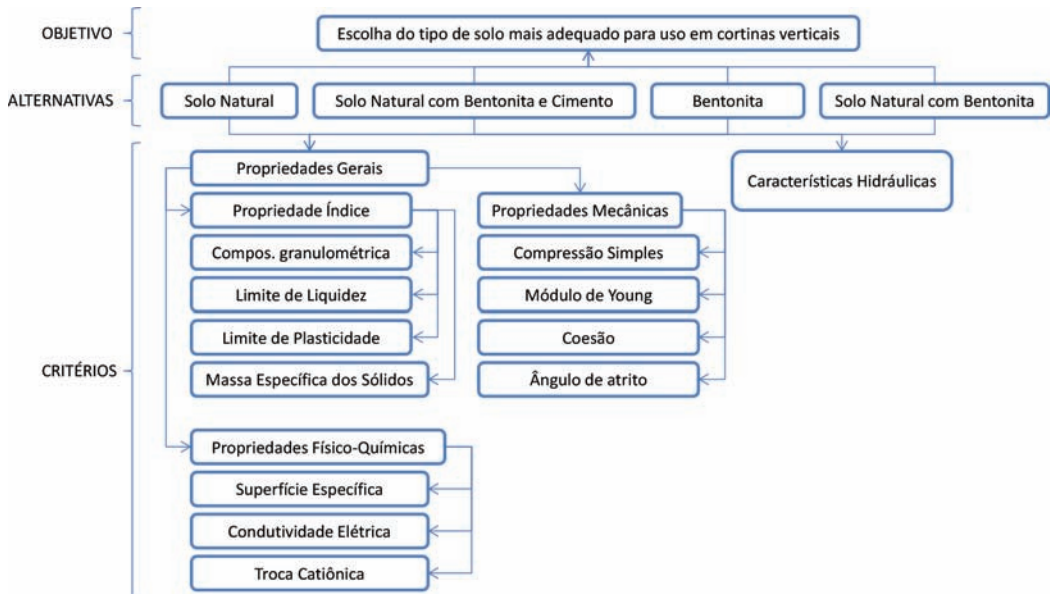 OBJETIVO
Escolha do tipo de solo mais adequado para uso em cortinas verticais
ALTERNATIVAS
Solo Natural
Solo Natural com Bentonita e Cimento
Bentonita
Solo Natural com Bentonita
CRITÉRIOS
Propriedades Gerais
Características Hidráulicas
Propriedade Índice
Compos. granulométrica
Limite de Liquidez
Limite de Plasticidade
Massa Específica dos Sólidos
Propriedades Mecânicas
Compressão Simples
Módulo de Young
Coesão
Ângulo de atrito
Propriedades Físico-Químicas
Superfície Específica
Condutividade Elétrica
Troca Catiônica